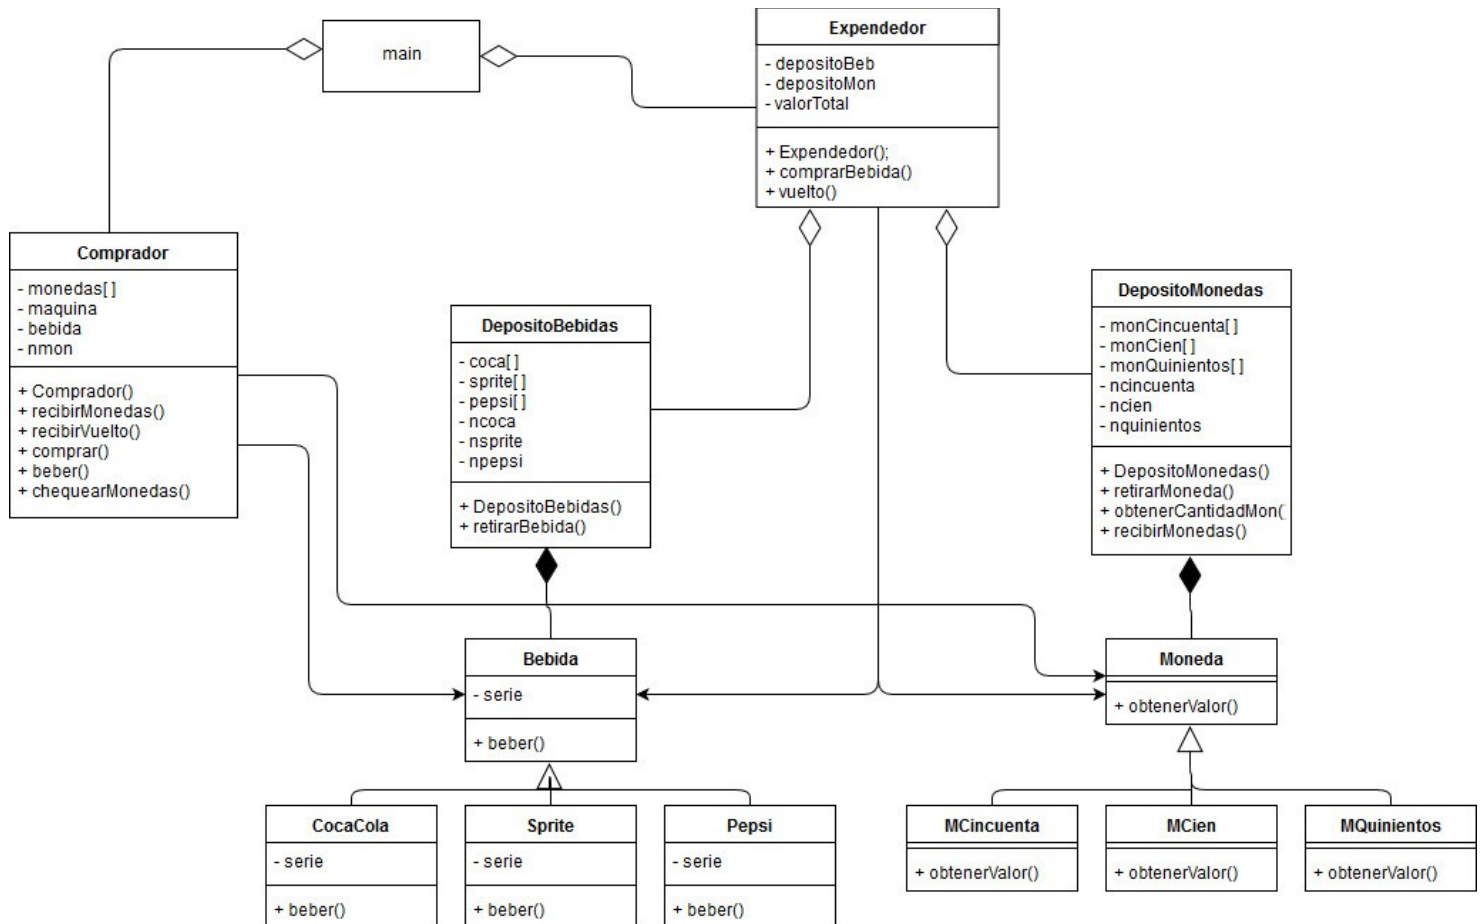 main
Expendedor
- depositoBeb
- depositoMon
- valorTotal
+ Expendedor();
+ comprarBebida()
+ vuelto()
Comprador
- monedas[ ]
- maquina
- bebida
- nmon
+ Comprador()
+ recibirMonedas()
+ recibirVuelto()
+ comprar()
+ beber()
+ chequearMonedas()
DepositoBebidas
- coca[ ]
- sprite[ ]
- pepsi[ ]
- ncoca
- nsprite
- npepsi
+ DepositoBebidas()
+ retirarBebida()
DepositoMonedas
- monCincuenta[ ]
- monCien[ ]
- monQuinientos[ ]
- ncincuenta
- ncien
- nquinientos
+ DepositoMonedas()
+ retirarMoneda()
+ obtenerCantidadMon(
+ recibirMonedas()
Bebida
- serie
+ beber()
Moneda
+ obtenerValor()
CocaCola
- serie
+ beber()
Sprite
- serie
+ beber()
Pepsi
- serie
+ beber()
MCincuenta
+ obtenerValor()
MCien
+ obtenerValor()
MQuinientos
+ obtenerValor()